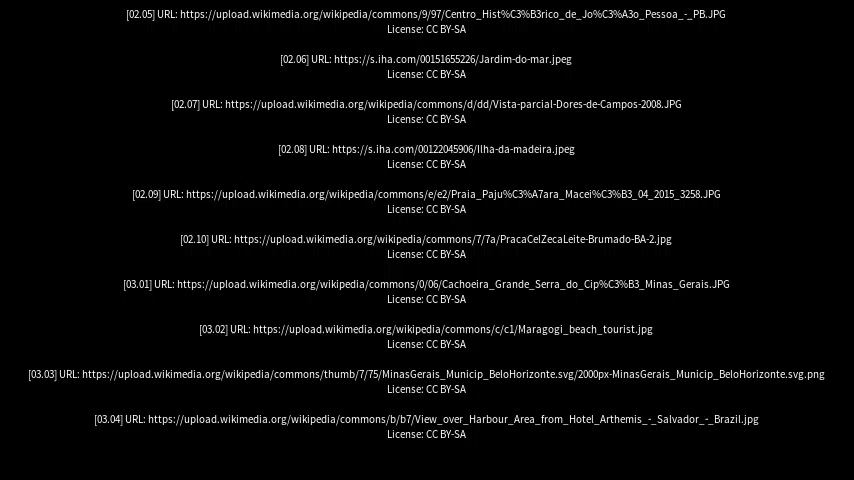 [02.05] URL: https://upload.wikimedia.org/wikipedia/commons/9/97/Centro_Hist%C3%B3rico_de_Jo%C3%A3o_Pessoa_-_PB.JPG
License: CC BY-SA
[02.06] URL: https://s.iha.com/00151655226/Jardim-do-mar.jpeg
License: CC BY-SA
[02.07] URL: https://upload.wikimedia.org/wikipedia/commons/d/dd/Vista-parcial-Dores-de-Campos-2008.JPG
License: CC BY-SA
[02.08] URL: https://s.iha.com/00122045906/Ilha-da-madeira.jpeg
License: CC BY-SA
[02.09] URL: https://upload.wikimedia.org/wikipedia/commons/e/e2/Praia_Paju%C3%A7ara_Macei%C3%B3_04_2015_3258.JPG
License: CC BY-SA
[02.10] URL: https://upload.wikimedia.org/wikipedia/commons/7/7a/PracaCelZecaLeite-Brumado-BA-2.jpg
License: CC BY-SA
[03.01] URL: https://upload.wikimedia.org/wikipedia/commons/0/06/Cachoeira_Grande_Serra_do_Cip%C3%B3_Minas_Gerais.JPG
License: CC BY-SA
[03.02] URL: https://upload.wikimedia.org/wikipedia/commons/c/c1/Maragogi_beach_tourist.jpg
License: CC BY-SA
[03.03] URL: https://upload.wikimedia.org/wikipedia/commons/thumb/7/75/MinasGerais_Municip_BeloHorizonte.svg/2000px-MinasGerais_Municip_BeloHorizonte.svg.png
License: CC BY-SA
[03.04] URL: https://upload.wikimedia.org/wikipedia/commons/b/b7/View_over_Harbour_Area_from_Hotel_Arthemis_-_Salvador_-_Brazil.jpg
License: CC BY-SA